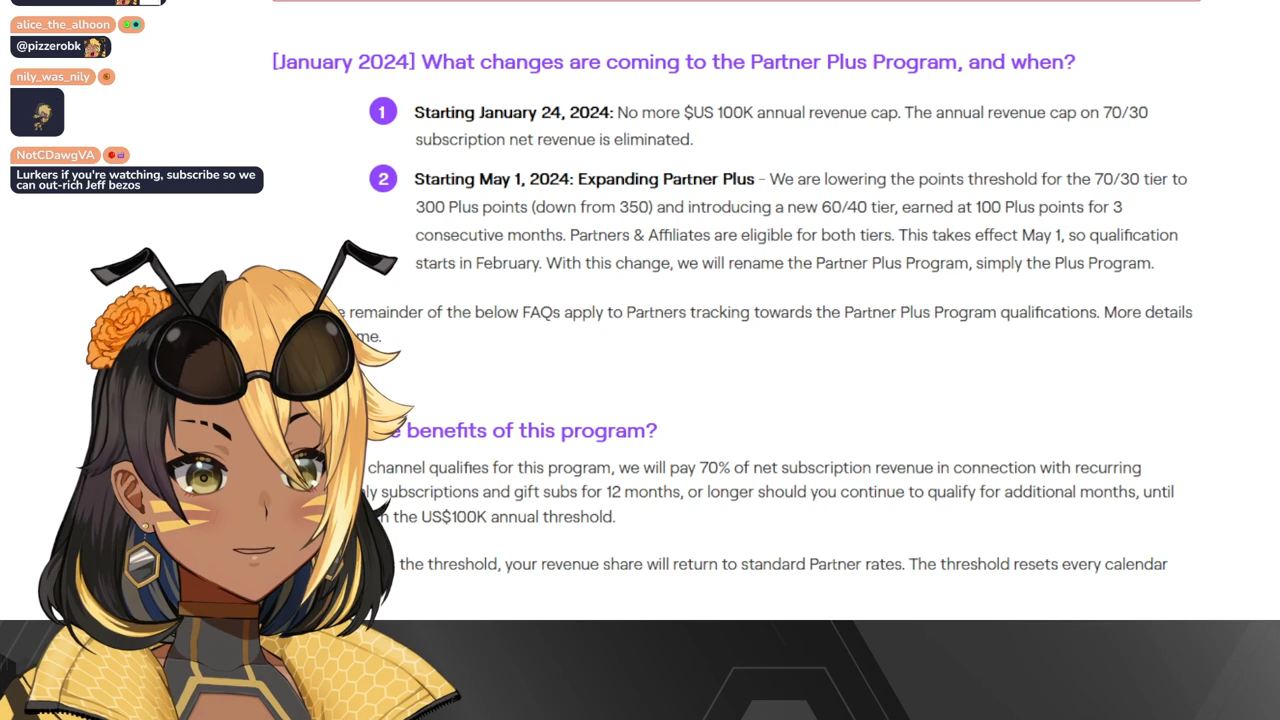 alice_the_alhoon
@pizzerobk
nily_was_nily
NotCDawgVA
Lurkers if you're watching, subscribe so we
can out-rich Jeff bezos
[January 2024] What changes are coming to the Partner Plus Program, and when?
1 Starting January 24, 2024: No more $US 100K annual revenue cap. The annual revenue cap on 70/30
subscription net revenue is eliminated.
2 Starting May 1, 2024: Expanding Partner Plus – We are lowering the points threshold for the 70/30 tier to
300 Plus points (down from 350) and introducing a new 60/40 tier, earned at 100 Plus points for 3
consecutive months. Partners & Affiliates are eligible for both tiers. This takes effect May 1, so qualification
starts in February. With this change, we will rename the Partner Plus Program, simply the Plus Program.
remainder of the below FAQs apply to Partners tracking towards the Partner Plus Program qualifications. More details
benefits of this program?
channel qualifies for this program, we will pay 70% of net subscription revenue in connection with recurring
subscriptions and gift subs for 12 months, or longer should you continue to qualify for additional months, until
the US$100K annual threshold.
the threshold, your revenue share will return to standard Partner rates. The threshold resets every calendar